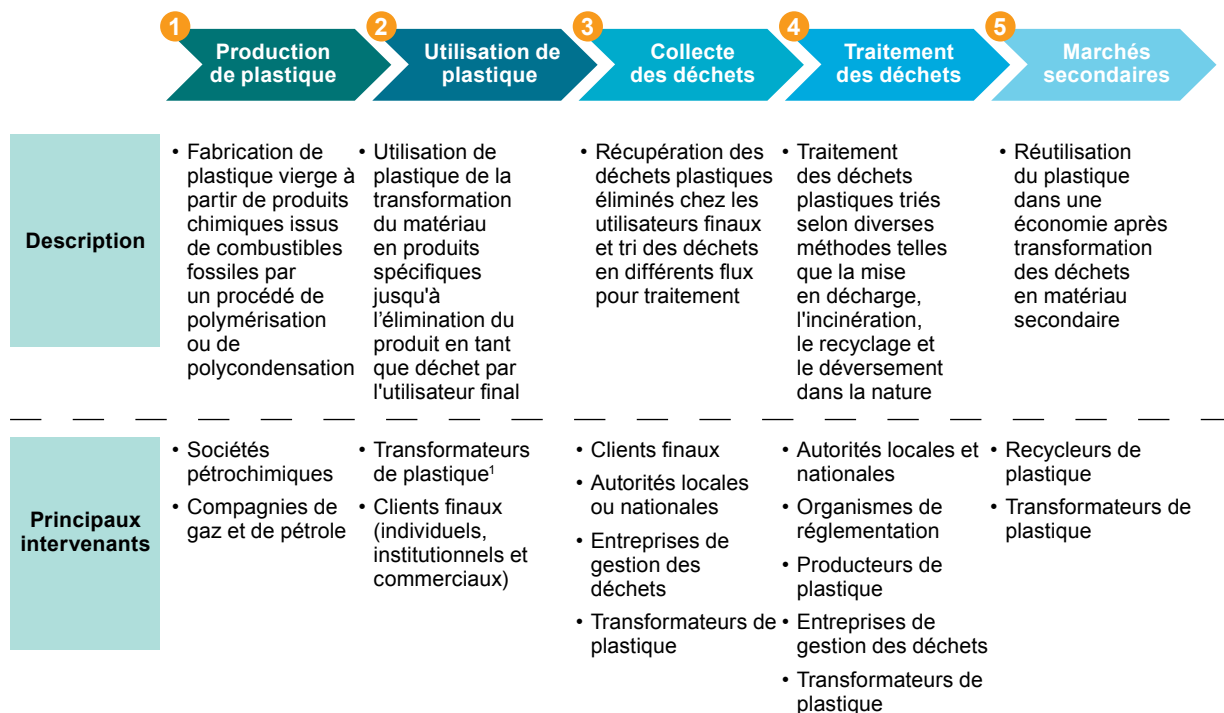 1
Production
de plastique
2
Utilisation de
plastique
3
Collecte
des déchets
4
Traitement
des déchets
5
Marchés
secondaires
Description
• Fabrication de
plastique vierge à
partir de produits
chimiques issus
de combustibles
fossiles par
un procédé de
polymérisation
ou de
polycondensation
• Utilisation de
plastique de la
transformation
du matériau
en produits
spécifiques
jusqu'à
l’élimination du
produit en tant
que déchet par
l'utilisateur final
• Récupération des
déchets plastiques
éliminés chez les
utilisateurs finaux
et tri des déchets
en différents flux
pour traitement
• Traitement
des déchets
plastiques triés
selon diverses
méthodes telles
que la mise
en décharge,
l'incinération,
le recyclage et
le déversement
dans la nature
• Réutilisation
du plastique
dans une
économie après
transformation
des déchets
en matériau
secondaire
Principaux
intervenants
• Sociétés
pétrochimiques
• Compagnies de
gaz et de pétrole
• Transformateurs
de plastique¹
• Clients finaux
(individuels,
institutionnels et
commerciaux)
• Clients finaux
• Autorités locales
ou nationales
• Entreprises de
gestion des
déchets
• Transformateurs de
plastique
• Autorités locales et
nationales
• Organismes de
réglementation
• Producteurs de
plastique
• Entreprises de
gestion des déchets
• Transformateurs de
plastique
• Recycleurs de
plastique
• Transformateurs de
plastique